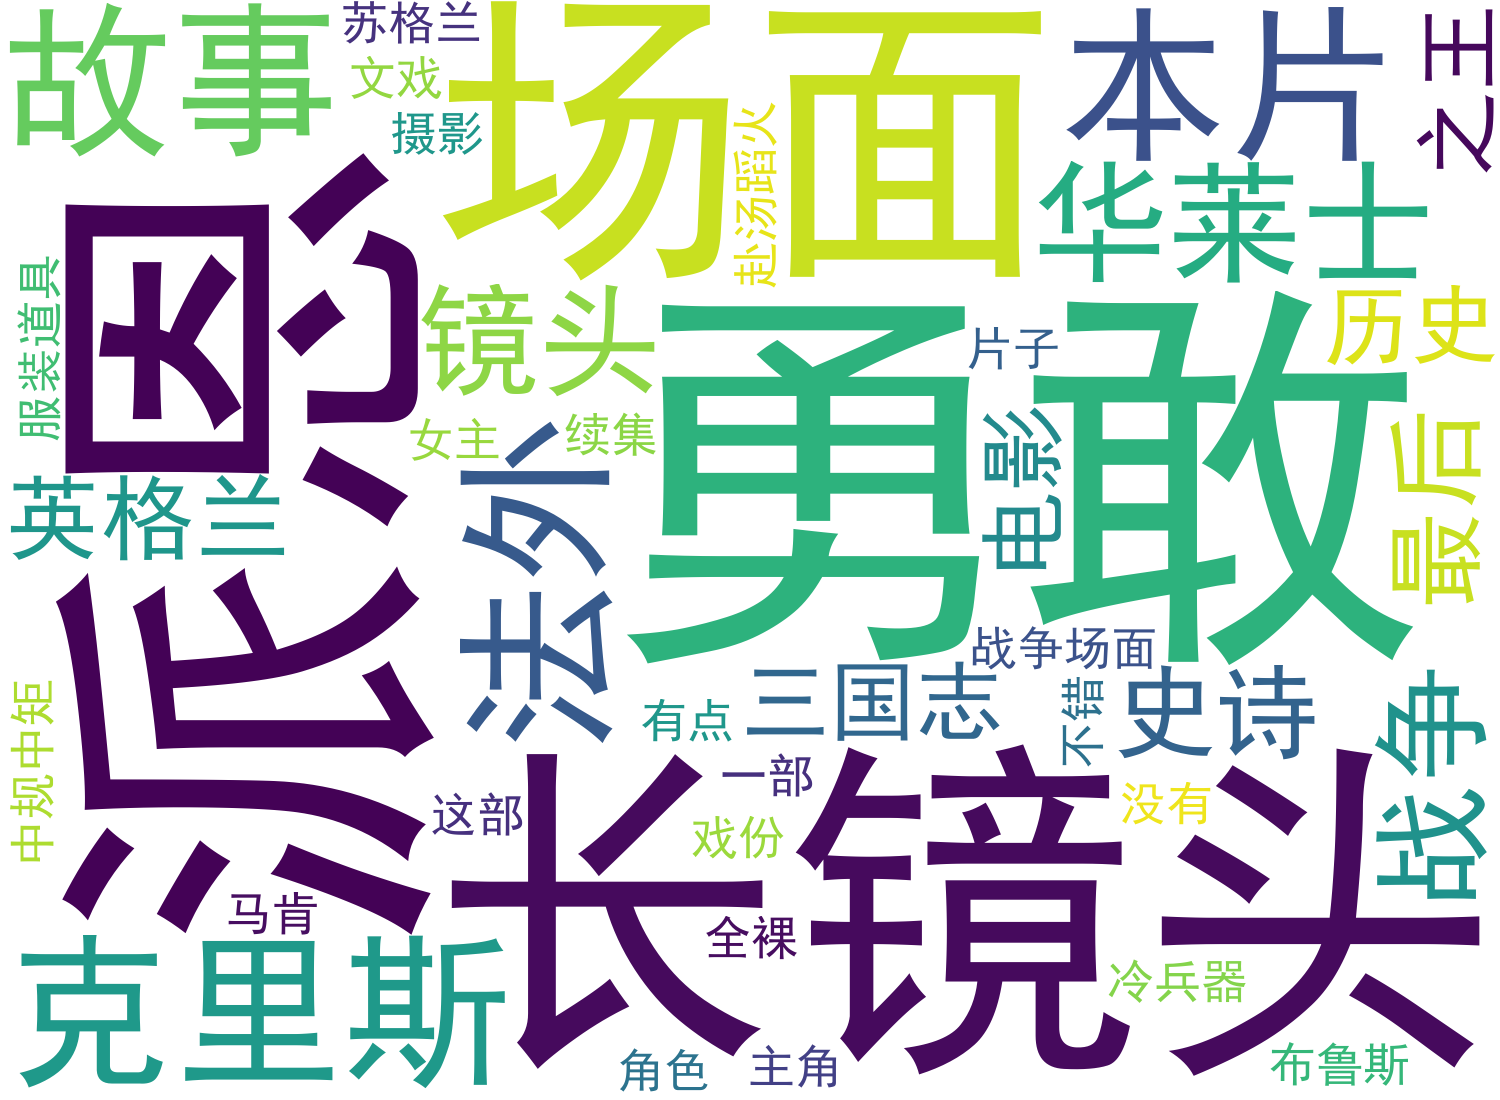 故事
苏格兰
文戏
摄影
场面
赴汤蹈火
本片
之王
华莱士
派恩
服装道具
镜头
勇敢
片子
历史
女主
续集
法外
电影
最后
英格兰
战争场面
三国志
有点
不错
史诗
战争
中规中矩
这部
一部
长镜头
戏份
没有
马肯
全裸
克里斯
冷兵器
角色
主角
布鲁斯